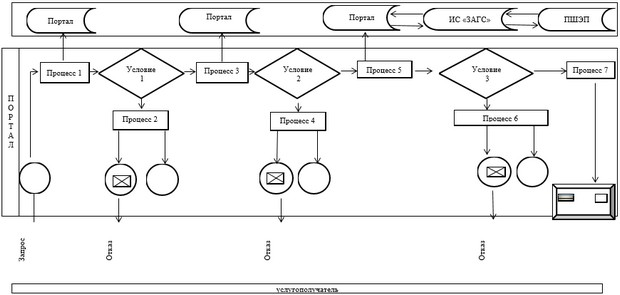 Портал
Портал
Портал
ИС «ЗАГС»
ПШЭП
Процесс 1
Условие
1
Процесс 3
Условие
2
Процесс 5
Условие
3
Процесс 7
ПОРТАЛ
Процесс 2
Процесс 4
Процесс 6
Запрос
Отказ
Отказ
Отказ
услугополучатель